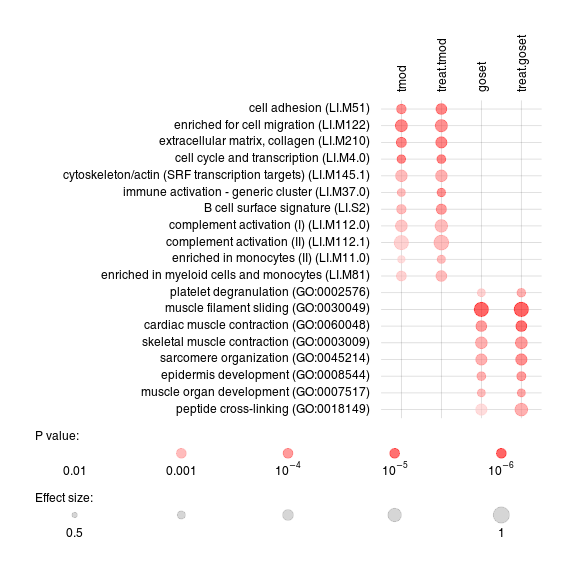 tmod treat.tmod goset treat.goset
cell adhesion (LI.M51)
enriched for cell migration (LI.M122)
extracellular matrix, collagen (LI.M210)
cell cycle and transcription (LI.M4.0)
cytoskeleton/actin (SRF transcription targets) (LI.M145.1)
immune activation - generic cluster (LI.M37.0)
B cell surface signature (LI.S2)
complement activation (I) (LI.M112.0)
complement activation (II) (LI.M112.1)
enriched in monocytes (II) (LI.M11.0)
enriched in myeloid cells and monocytes (LI.M81)
platelet degranulation (GO:0002576)
muscle filament sliding (GO:0030049)
cardiac muscle contraction (GO:0060048)
skeletal muscle contraction (GO:0003009)
sarcomere organization (GO:0045214)
epidermis development (GO:0008544)
muscle organ development (GO:0007517)
peptide cross-linking (GO:0018149)
P value:
0.01 0.001 10⁻⁴ 10⁻⁵ 10⁻⁶
Effect size:
0.5 1